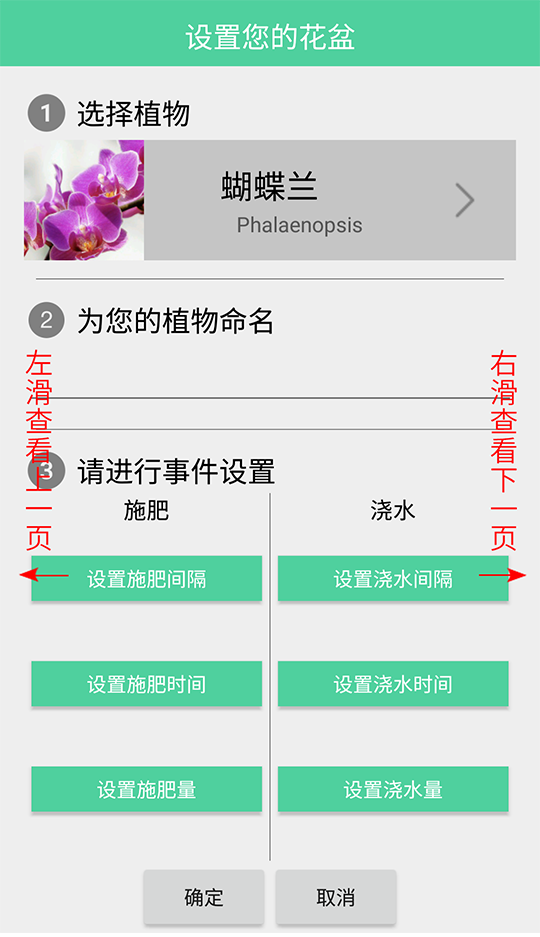 设置您的花盆
1 选择植物
蝴蝶兰
Phalaenopsis
2 为您的植物命名
左滑查看上一页
右滑查看下一页
3 请进行事件设置
施肥
浇水
设置施肥间隔
设置浇水间隔
设置施肥时间
设置浇水时间
设置施肥量
设置浇水量
确定
取消